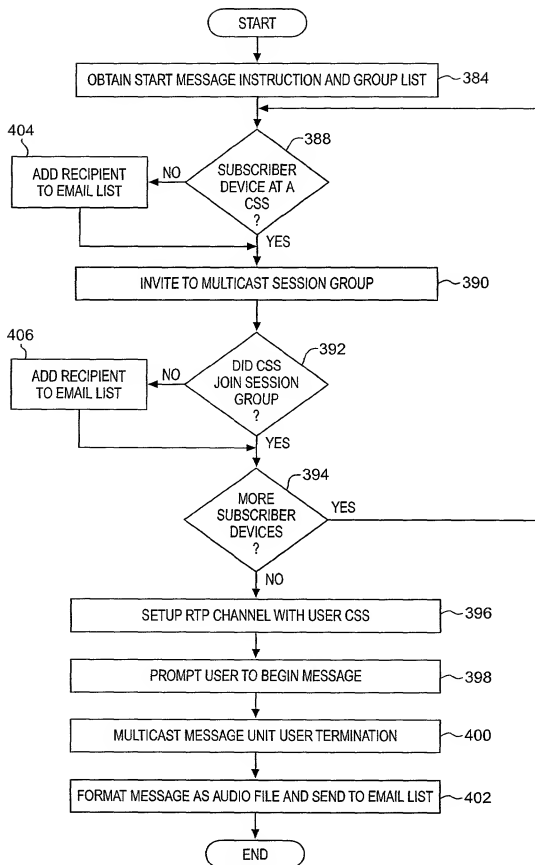 START
OBTAIN START MESSAGE INSTRUCTION AND GROUP LIST
384
388
SUBSCRIBER
DEVICE AT A
CSS
?
NO
404
ADD RECIPIENT
TO EMAIL LIST
YES
INVITE TO MULTICAST SESSION GROUP
390
392
DID CSS
JOIN SESSION
GROUP
?
NO
406
ADD RECIPIENT
TO EMAIL LIST
YES
394
MORE
SUBSCRIBER
DEVICES
?
YES
NO
SETUP RTP CHANNEL WITH USER CSS
396
PROMPT USER TO BEGIN MESSAGE
398
MULTICAST MESSAGE UNIT USER TERMINATION
400
FORMAT MESSAGE AS AUDIO FILE AND SEND TO EMAIL LIST
402
END